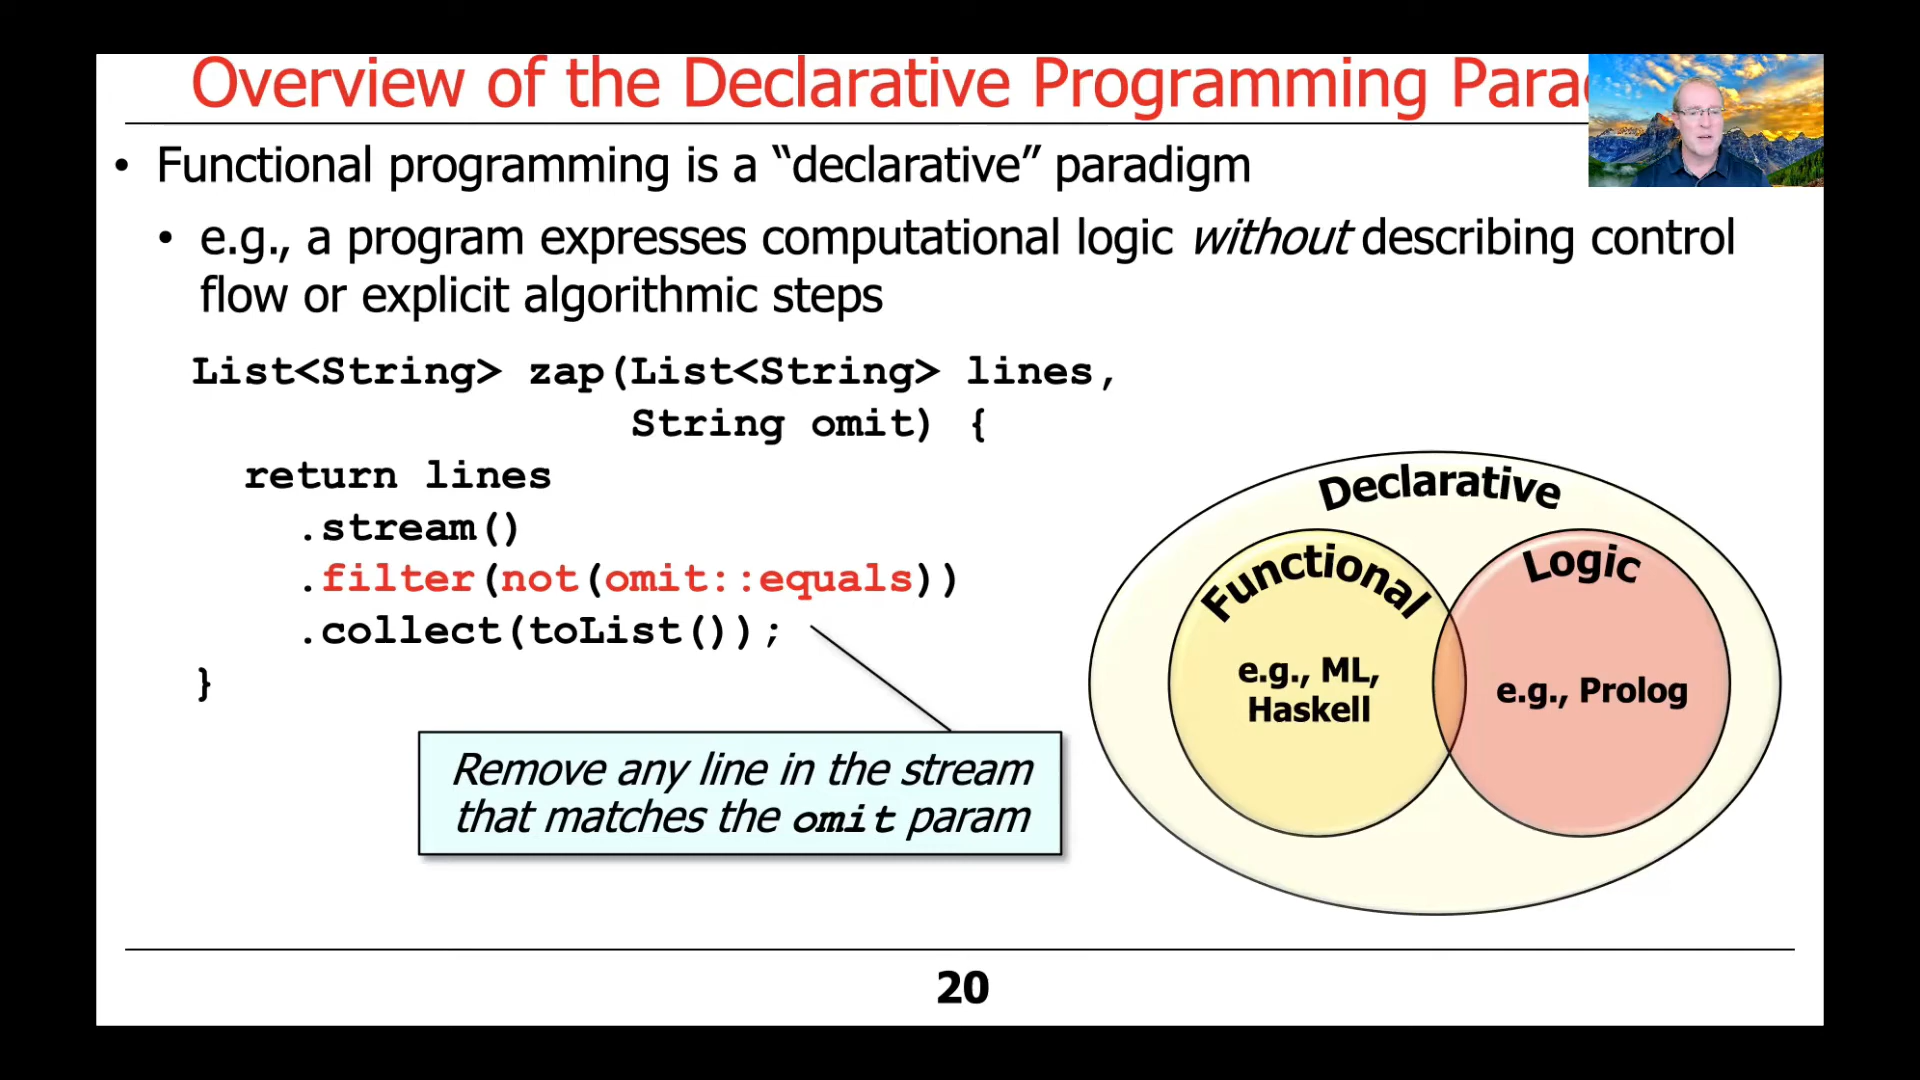 Overview of the Declarative Programming Para
• Functional programming is a “declarative” paradigm
• e.g., a program expresses computational logic without describing control
flow or explicit algorithmic steps
List<String> zap(List<String> lines,
String omit) {
return lines
.stream()
.filter(not(omit::equals))
.collect(toList());
}
Remove any line in the stream
that matches the omit param
Declarative
Functional
e.g., ML,
Haskell
Logic
e.g., Prolog
20